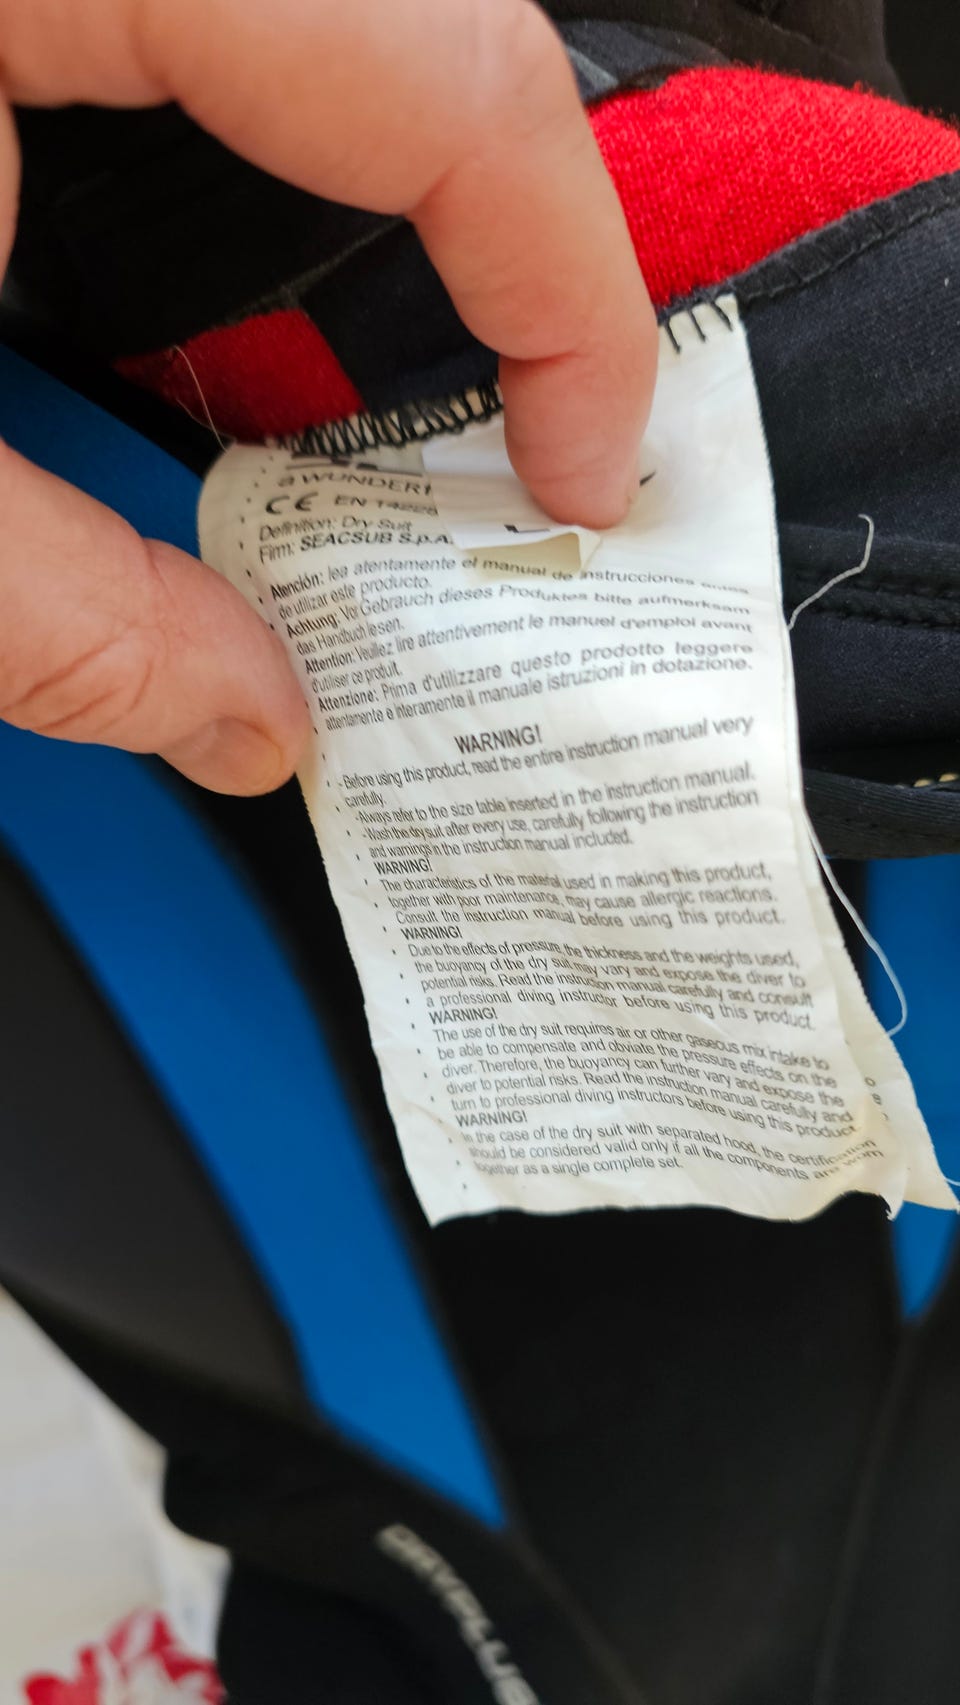 a WUNDER
CE EN 14225
Definition: Dry Suit
Firm: SEACSUB S.p.A.
L
Atención: lea atentamente el manual de instrucciones antes
de utilizar este producto.
Achtung: Vor Gebrauch dieses Produktes bitte aufmerksam
das Handbuch lesen.
Attention: Veuillez lire attentivement le manuel d'emploi avant
d'utiliser ce produit.
Attenzione: Prima d'utilizzare questo prodotto leggere
attentamente e interamente il manuale istruzioni in dotazione.
WARNING!
- Before using this product, read the entire instruction manual very
carefully.
- Always refer to the size table inserted in the instruction manual.
- Wash the dry suit after every use, carefully following the instruction
and warnings in the instruction manual included.
WARNING!
The characteristics of the material used in making this product,
together with poor maintenance, may cause allergic reactions.
Consult the instruction manual before using this product.
WARNING!
Due to the effects of pressure, the thickness and the weights used,
the buoyancy of the dry suit may vary and expose the diver to
potential risks. Read the instruction manual carefully and consult
a professional diving instructor before using this product.
WARNING!
The use of the dry suit requires air or other gaseous mix intake to
be able to compensate and obviate the pressure effects on the
diver. Therefore, the buoyancy can further vary and expose the
diver to potential risks. Read the instruction manual carefully and
turn to professional diving instructors before using this product.
WARNING!
In the case of the dry suit with separated hood, the certification
should be considered valid only if all the components are worn
together as a single complete set.
DRYPLUS